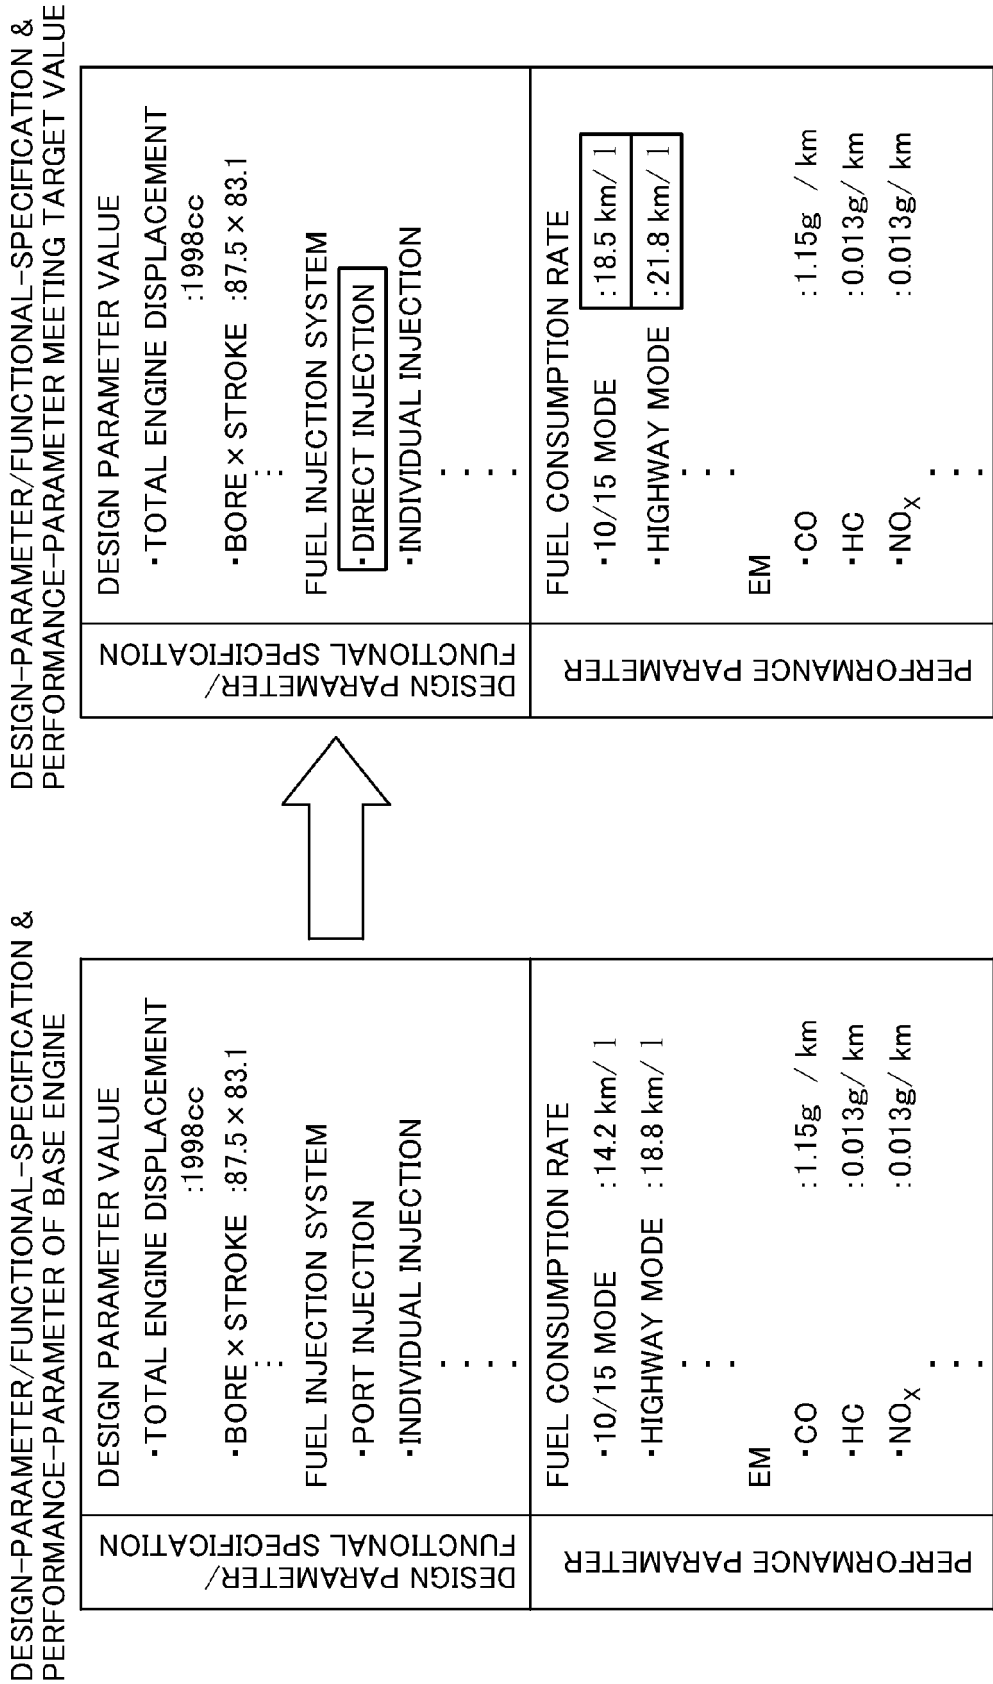 DESIGN-PARAMETER/FUNCTIONAL-SPECIFICATION &
PERFORMANCE-PARAMETER OF BASE ENGINE
DESIGN PARAMETER/
FUNCTIONAL SPECIFICATION
DESIGN PARAMETER VALUE
・TOTAL ENGINE DISPLACEMENT
:1998cc
・BORE×STROKE :87.5×83.1
...
FUEL INJECTION SYSTEM
・PORT INJECTION
・INDIVIDUAL INJECTION
....
PERFORMANCE PARAMETER
FUEL CONSUMPTION RATE
・10/15 MODE :14.2 km/l
・HIGHWAY MODE :18.8 km/l
...
EM
・CO :1.15g / km
・HC :0.013g/ km
・NOX :0.013g/ km
...
DESIGN-PARAMETER/FUNCTIONAL-SPECIFICATION &
PERFORMANCE-PARAMETER MEETING TARGET VALUE
DESIGN PARAMETER/
FUNCTIONAL SPECIFICATION
DESIGN PARAMETER VALUE
・TOTAL ENGINE DISPLACEMENT
:1998cc
・BORE×STROKE :87.5×83.1
...
FUEL INJECTION SYSTEM
・DIRECT INJECTION
・INDIVIDUAL INJECTION
....
PERFORMANCE PARAMETER
FUEL CONSUMPTION RATE
・10/15 MODE :18.5 km/l
・HIGHWAY MODE :21.8 km/l
...
EM
・CO :1.15g / km
・HC :0.013g/ km
・NOX :0.013g/ km
...